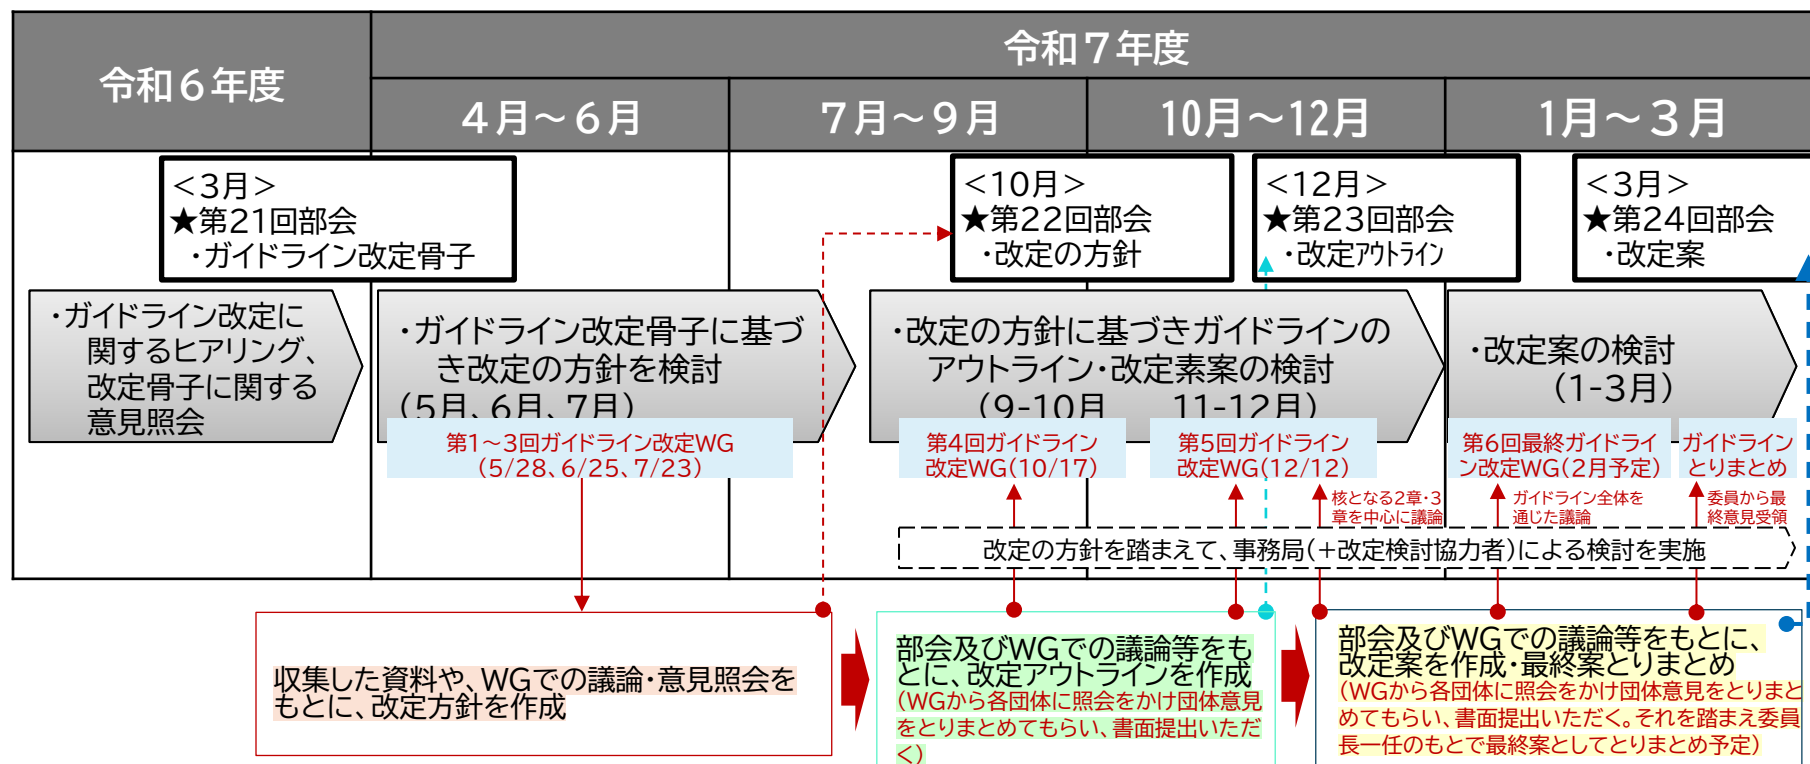 令和６年度
令和７年度
４月～６月
７月～９月
10月～12月
1月～３月
＜3月＞
★第21回部会
・ガイドライン改定骨子
＜10月＞
★第22回部会
・改定の方針
＜12月＞
★第23回部会
・改定アウトライン
＜3月＞
★第24回部会
・改定案
・ガイドライン改定に
関するヒアリング、
改定骨子に関する
意見照会
・ガイドライン改定骨子に基づ
き改定の方針を検討
(5月、6月、7月)
・改定の方針に基づきガイドラインの
アウトライン・改定素案の検討
(9-10月　11-12月)
・改定案の検討
(1-3月)
第1～3回ガイドライン改定WG
(5/28、6/25、7/23)
第4回ガイドライン
改定WG(10/17)
第5回ガイドライン
改定WG(12/12)
第6回最終ガイドライ
ン改定WG(2月予定)
ガイドライン
とりまとめ
核となる2章・3
章を中心に議論
ガイドライン全体を
通じた議論
委員から最
終意見受領
改定の方針を踏まえて、事務局(+改定検討協力者)による検討を実施
収集した資料や、WGでの議論・意見照会を
もとに、改定方針を作成
部会及びWGでの議論等をも
とに、改定アウトラインを作成
(WGから各団体に照会をかけ団体意見
をとりまとめてもらい、書面提出いただ
く)
部会及びWGでの議論等をもとに、
改定案を作成・最終案とりまとめ
(WGから各団体に照会をかけ団体意見をとりまと
めてもらい、書面提出いただく。それを踏まえ委員
長一任のもとで最終案としてとりまとめ予定)